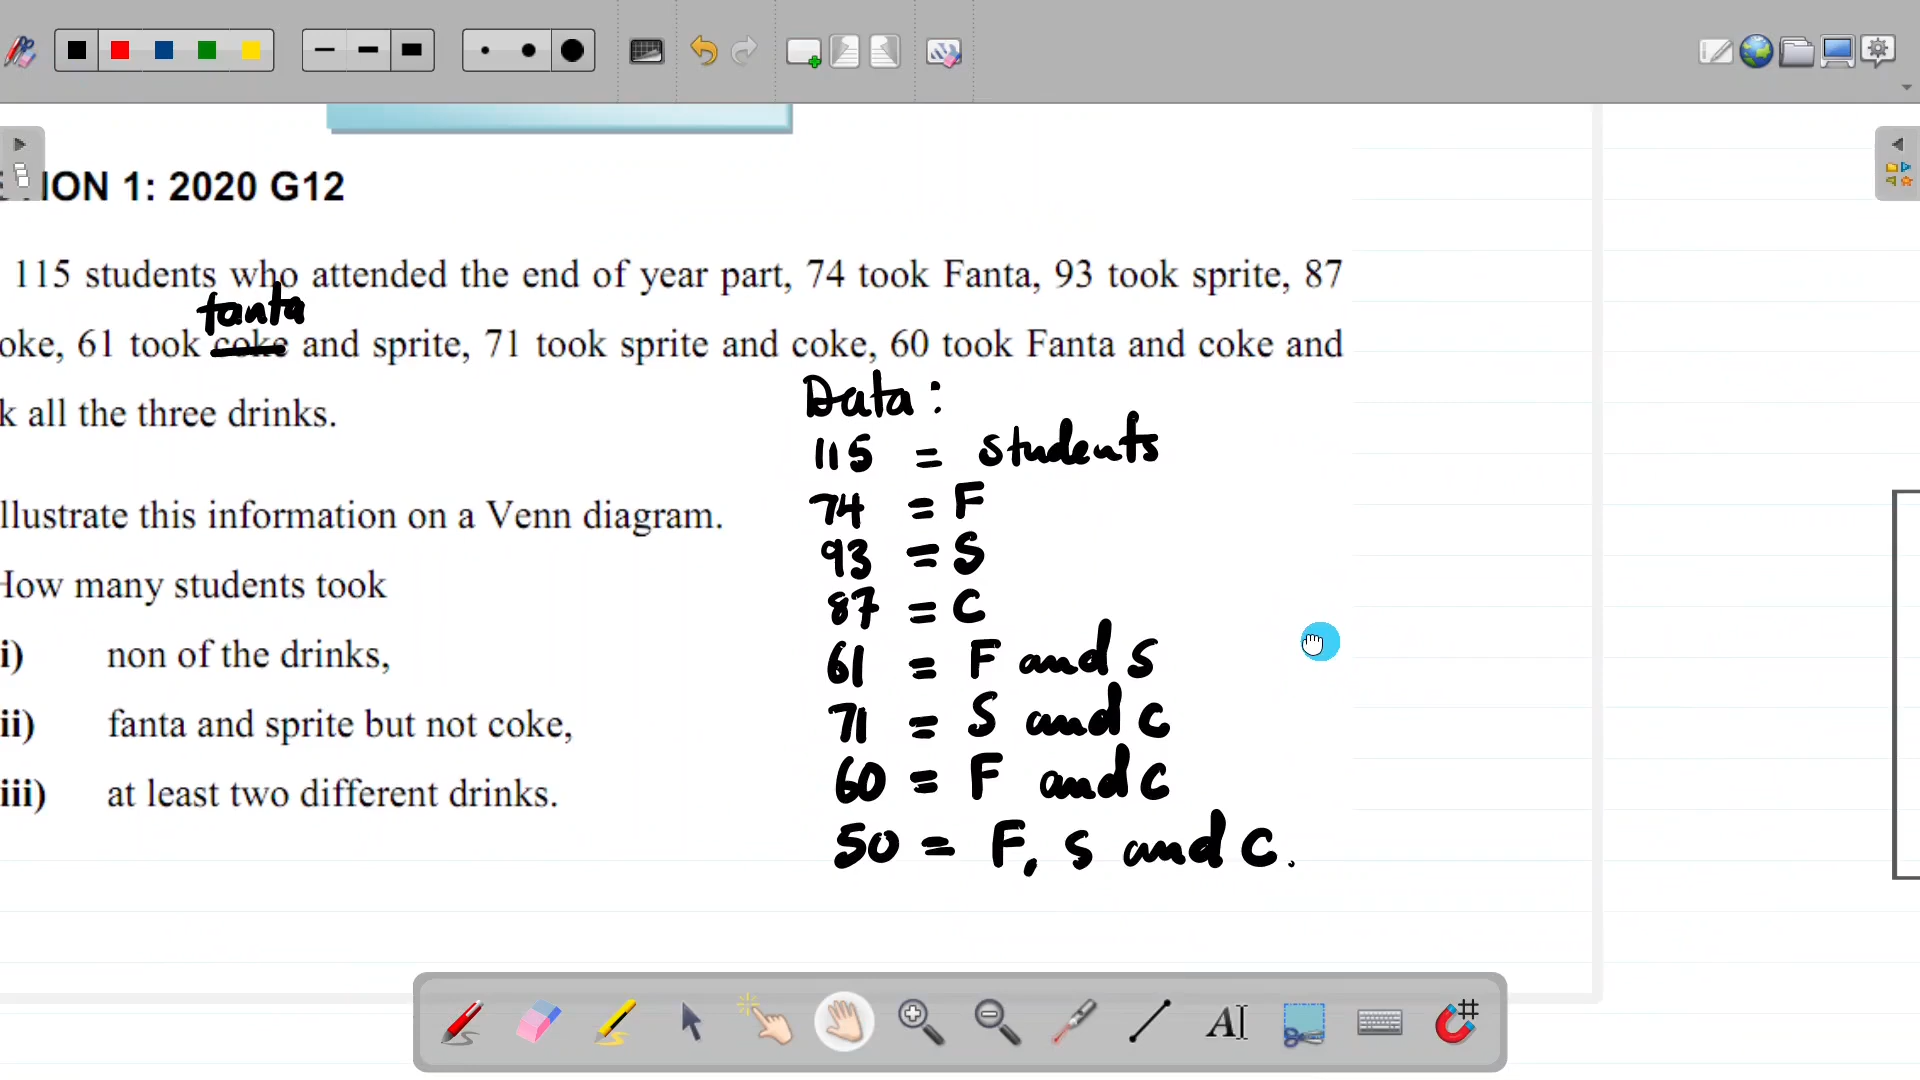 ION 1: 2020 G12
115 students who attended the end of year part, 74 took Fanta, 93 took sprite, 87
fanta
oke, 61 took coke and sprite, 71 took sprite and coke, 60 took Fanta and coke and
k all the three drinks.
Data:
115 = students
74 = F
llustrate this information on a Venn diagram.
93 = S
How many students took
87 = C
i) non of the drinks,
61 = F and S
ii) fanta and sprite but not coke,
71 = S and C
iii) at least two different drinks.
60 = F and C
50 = F, S and C.